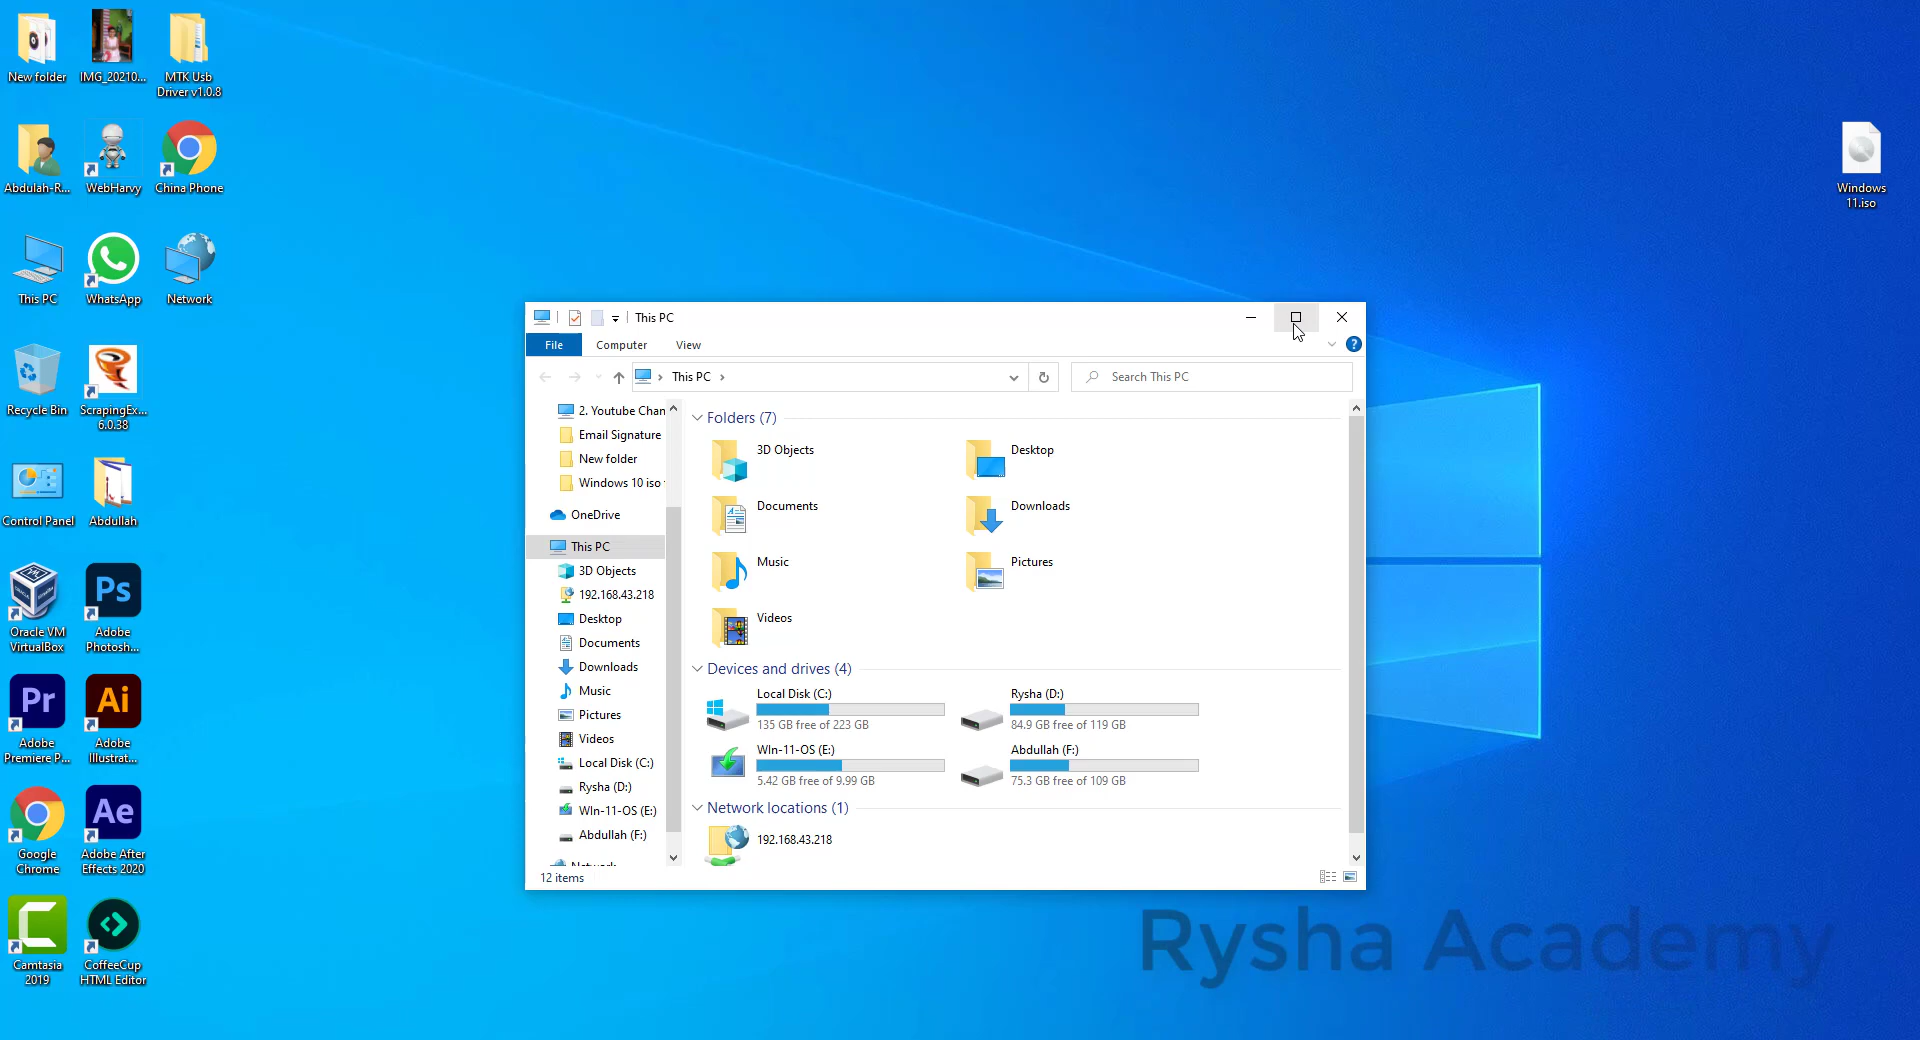 New folder
IMG_20210...
MTK Usb
Driver v1.0.8
Abdulah-R...
WebHarvy
China Phone
This PC
WhatsApp
Network
Recycle Bin
ScrapingEx...
6.0.38
Control Panel
Abdullah
Oracle VM
VirtualBox
Ps
Adobe
Photosh...
Pr
Adobe
Premiere P...
Ai
Adobe
Illustrat...
Google
Chrome
Ae
Adobe After
Effects 2020
Camtasia
2019
CoffeeCup
HTML Editor
Windows
11.iso
This PC
File
Computer
View
This PC
Search This PC
2. Youtube Chan
Email Signature
New folder
Windows 10 iso
OneDrive
This PC
3D Objects
192.168.43.218
Desktop
Documents
Downloads
Music
Pictures
Videos
Local Disk (C:)
Rysha (D:)
WIn-11-OS (E:)
Abdullah (F:)
Network
Folders (7)
3D Objects
Desktop
Documents
Downloads
Music
Pictures
Videos
Devices and drives (4)
Local Disk (C:)
135 GB free of 223 GB
Rysha (D:)
84.9 GB free of 119 GB
WIn-11-OS (E:)
5.42 GB free of 9.99 GB
Abdullah (F:)
75.3 GB free of 109 GB
Network locations (1)
192.168.43.218
12 items
Rysha Academy